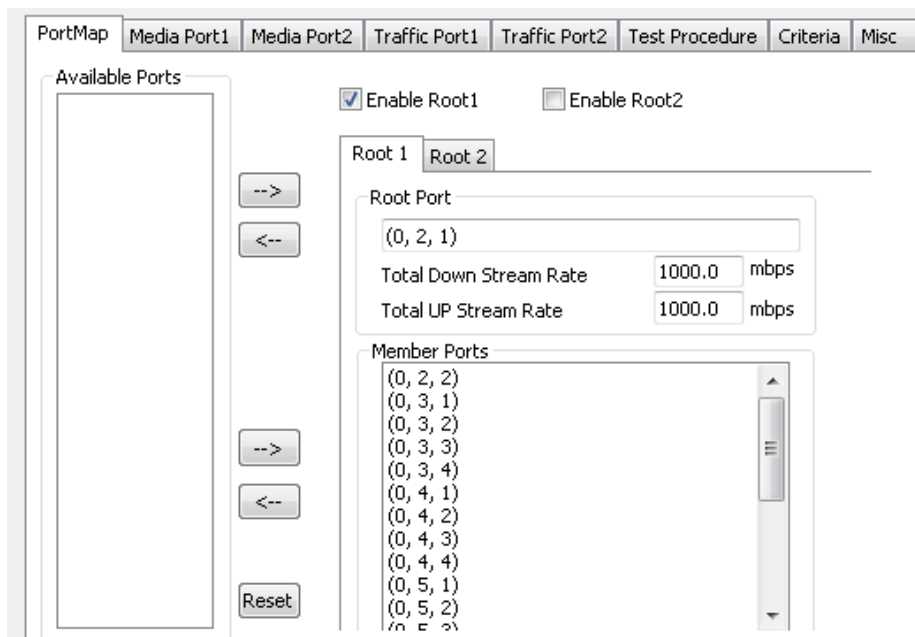 PortMap Media Port1 Media Port2 Traffic Port1 Traffic Port2 Test Procedure Criteria Misc
Available Ports
Enable Root1 Enable Root2
Root 1 Root 2
-->
Root Port
<--
(0, 2, 1)
Total Down Stream Rate 1000.0 mbps
Total UP Stream Rate 1000.0 mbps
Member Ports
(0, 2, 2)
(0, 3, 1)
(0, 3, 2)
-->
(0, 3, 3)
(0, 3, 4)
(0, 4, 1)
<--
(0, 4, 2)
(0, 4, 3)
(0, 4, 4)
(0, 5, 1)
Reset
(0, 5, 2)
(0, 5, 3)